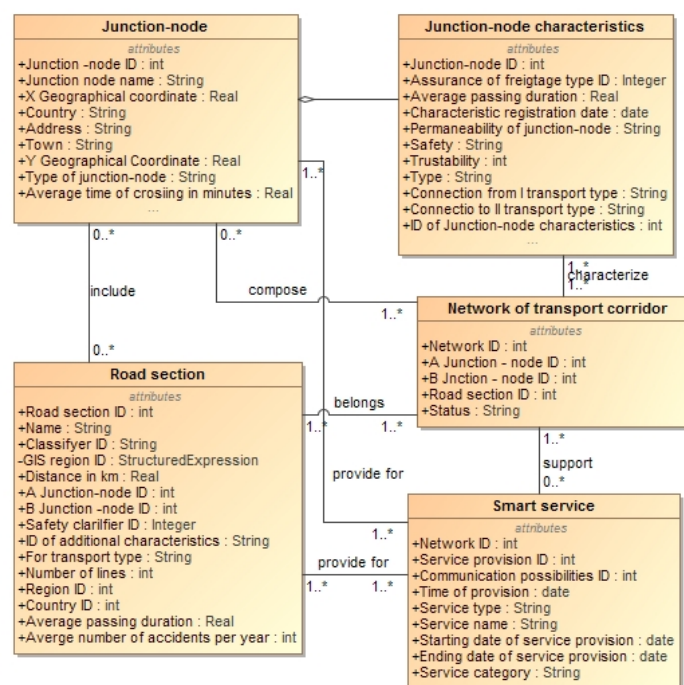 Junction-node
attributes
+Junction -node ID : int
+Junction node name : String
+X Geographical coordinate : Real
+Country : String
+Address : String
+Town : String
+Y Geographical Coordinate : Real
+Type of junction-node : String
+Average time of crosiing in minutes : Real
...
Junction-node characteristics
attributes
+Junction-node ID : int
+Assurance of freigtage type ID : Integer
+Average passing duration : Real
+Characteristic registration date : date
+Permaneability of junction-node : String
+Safety : String
+Trustability : int
+Type : String
+Connection from I transport type : String
+Connectio to II transport type : String
+ID of Junction-node characteristics : int
...
1..*
0..*
0..*
1..*
characterize
1..*
include
compose
1..*
0..*
Network of transport corridor
attributes
+Network ID : int
+A Junction - node ID : int
+B Jnction - node ID : int
+Road section ID : int
+Status : String
Road section
attributes
+Road section ID : int
+Name : String
+Classifyer ID : String
-GIS region ID : StructuredExpression
+Distance in km : Real
+A Junction-node ID : int
+B Junction -node ID : int
+Safety clarilfier ID : Integer
+ID of additional characteristics : String
+For transport type : String
+Number of lines : int
+Region ID : int
+Country ID : int
+Average passing duration : Real
+Averge number of accidents per year : int
belongs
1..*
1..*
1..*
support
0..*
provide for
1..*
provide for
1..*
1..*
Smart service
attributes
+Network ID : int
+Service provision ID : int
+Communication possibilities ID : int
+Time of provision : date
+Service type : String
+Service name : String
+Starting date of service provision : date
+Ending date of service provision : date
+Service category : String